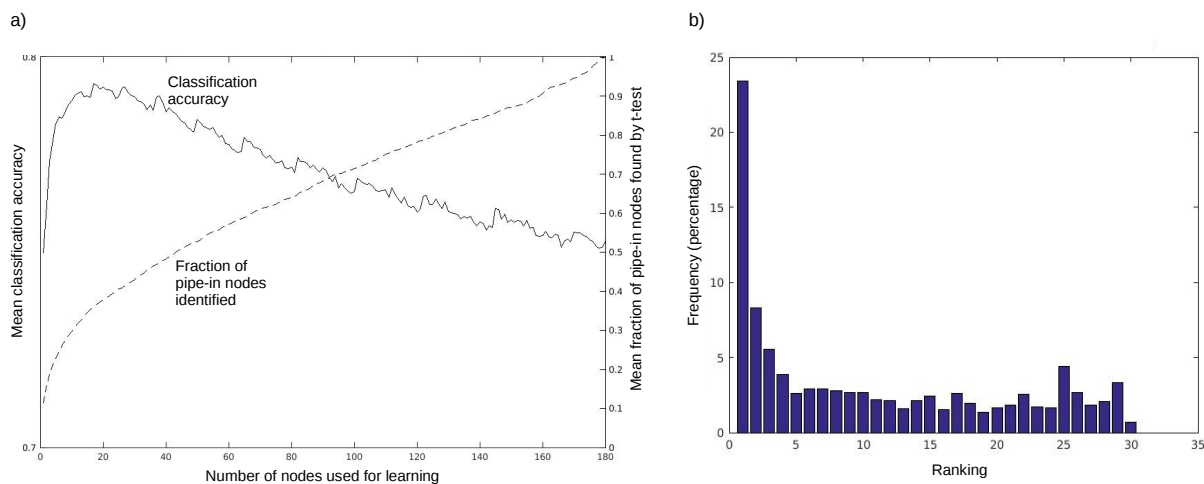 a)
b)
0.8
Classification
accuracy
Fraction of
pipe-in nodes
identified
Mean classification accuracy
0.7
0 20 40 60 80 100 120 140 160 180
Number of nodes used for learning
1
0.9
0.8
0.7
0.6
0.5
0.4
0.3
0.2
0.1
0
Mean fraction of pipe-in nodes found by t-test
25
20
15
10
5
0
Frequency (percentage)
0 5 10 15 20 25 30 35
Ranking